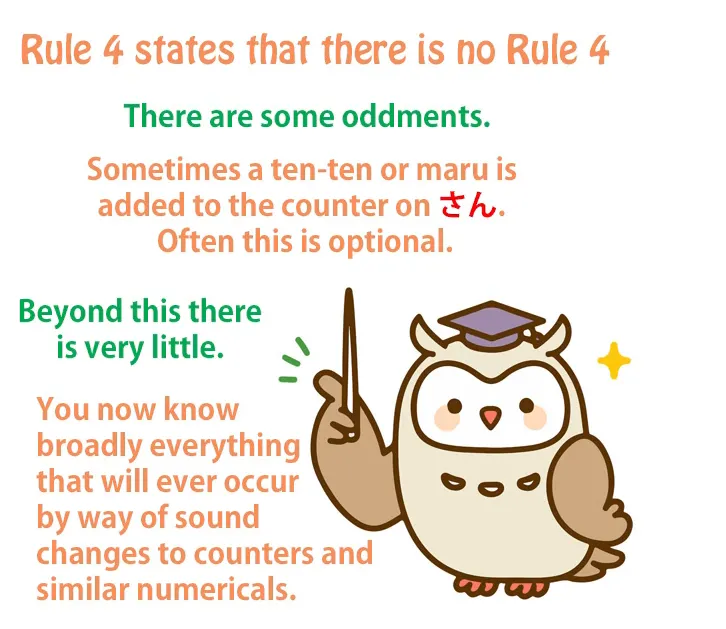 Rule 4 states that there is no Rule 4
There are some oddments.
Sometimes a ten-ten or maru is
added to the counter on さん.
Often this is optional.
Beyond this there
is very little.
You now know
broadly everything
that will ever occur
by way of sound
changes to counters and
similar numericals.